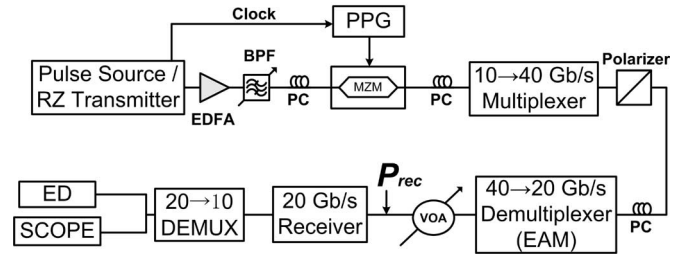 Clock
PPG
Pulse Source /
RZ Transmitter
EDFA
BPF
PC
MZM
PC
10→40 Gb/s
Multiplexer
Polarizer
ED
SCOPE
20→10
DEMUX
20 Gb/s
Receiver
Prec
VOA
40→20 Gb/s
Demultiplexer
(EAM)
PC